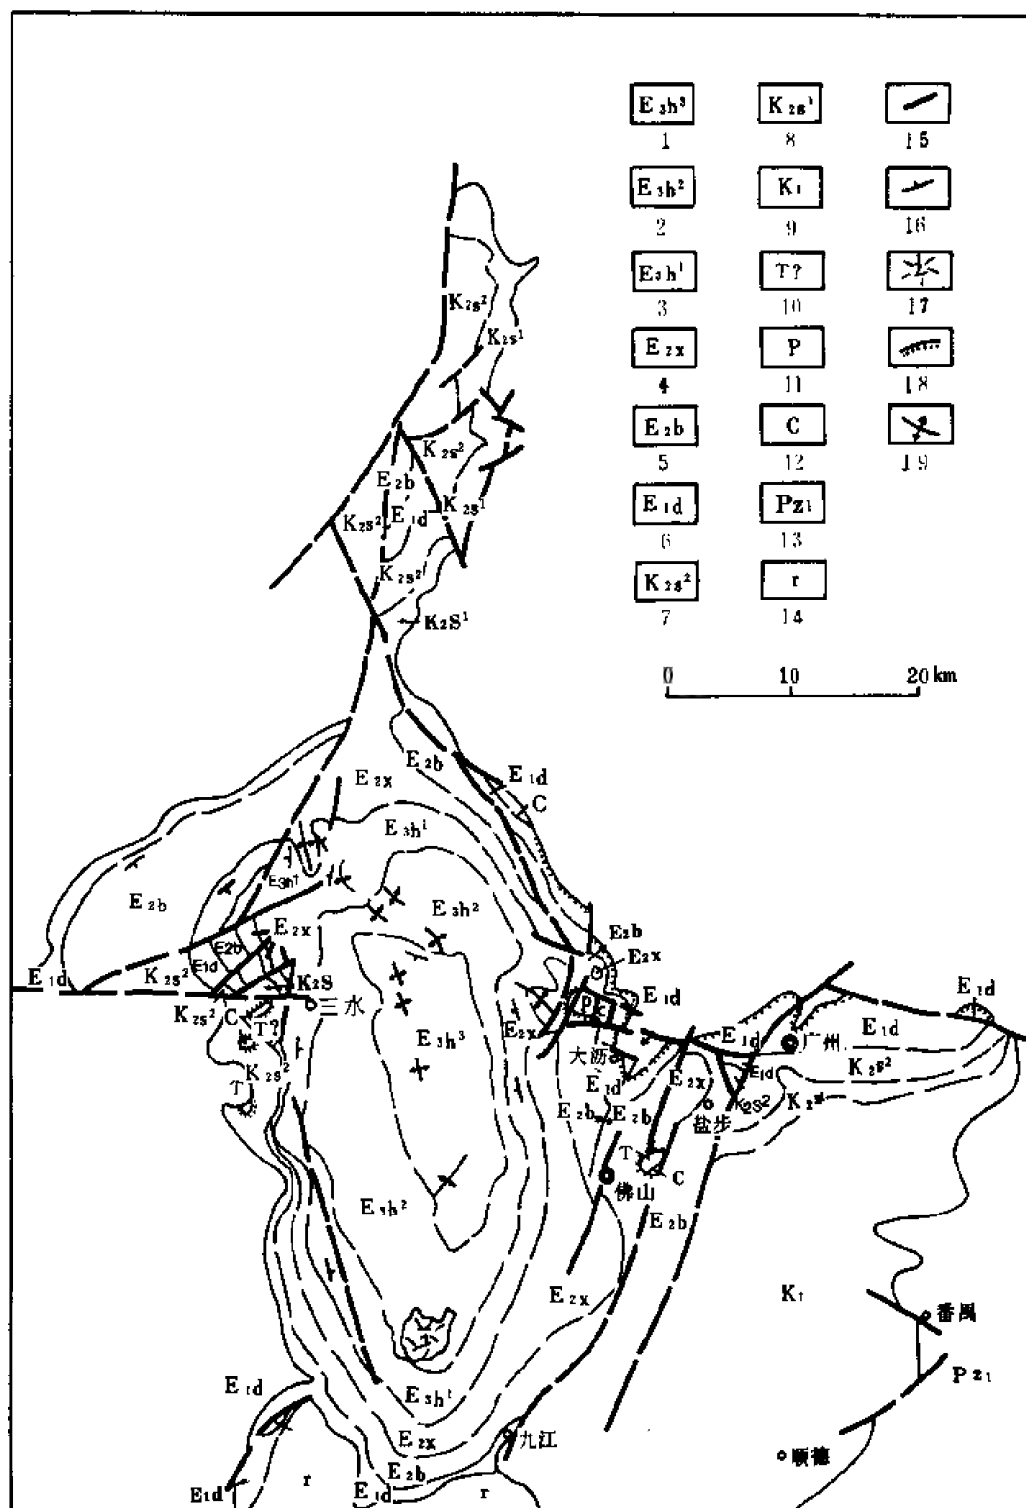 E₃h³ K₂s¹
1 8 15
E₃h² K₁
2 9 16
E₃h¹ T?
3 10 17
E₂x P
4 11 18
E₂b C
5 12 19
E₁d Pz₁
6 13
K₂s² r
7 14
0 10 20 km
K₂s²
K₂s¹
K₂s²
E₂b
K₂s² E₁d K₂s¹
K₂s²
K₂S¹
E₂b
E₂x E₁d
C
E₃h¹
E₃h¹
E₂b E₃h²
E₂x E₂b
E₂b E₂x
E₁d K₂s² E₁d K₂S E₁d E₁d
K₂s² 三水 P C
C T? E₃h³ E₂x E₁d 广州 E₁d
大沥
K₂s² E₁d E₂x E₁d K₂s²
T E₂b E₂b 盐步 K₂s²
T C
佛山
E₃h² E₂b
E₂x K₁
番禺
E₁d E₃h¹ Pz₁
E₂x 九江
E₂b 顺德
E₁d r E₁d r